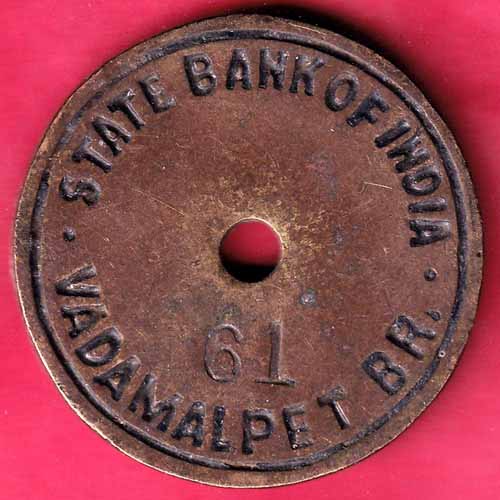 STATE BANK OF INDIA
61
VADAMALPET BR.